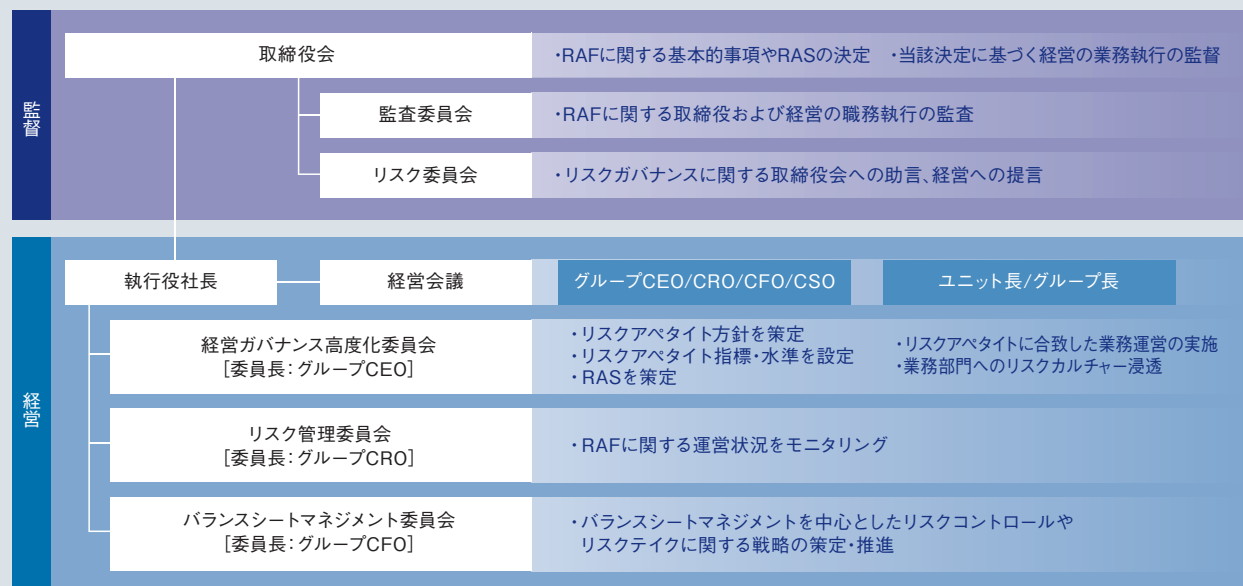 監督
取締役会
・RAFに関する基本的事項やRASの決定 ・当該決定に基づく経営の業務執行の監督
監査委員会
・RAFに関する取締役および経営の職務執行の監査
リスク委員会
・リスクガバナンスに関する取締役会への助言、経営への提言
経営
執行役社長
経営会議
グループCEO/CRO/CFO/CSO
ユニット長/グループ長
経営ガバナンス高度化委員会
[委員長：グループCEO]
・リスクアペタイト方針を策定
・リスクアペタイト指標・水準を設定
・RASを策定
・リスクアペタイトに合致した業務運営の実施
・業務部門へのリスクカルチャー浸透
リスク管理委員会
[委員長：グループCRO]
・RAFに関する運営状況をモニタリング
バランスシートマネジメント委員会
[委員長：グループCFO]
・バランスシートマネジメントを中心としたリスクコントロールや
リスクテイクに関する戦略の策定・推進